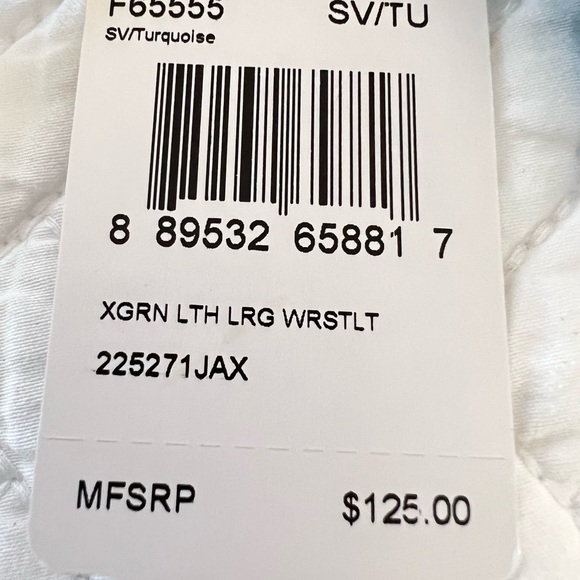 F65555 SV/TU
SV/Turquoise
8 89532 65881 7
XGRN LTH LRG WRSTLT
225271JAX
MFSRP $125.00